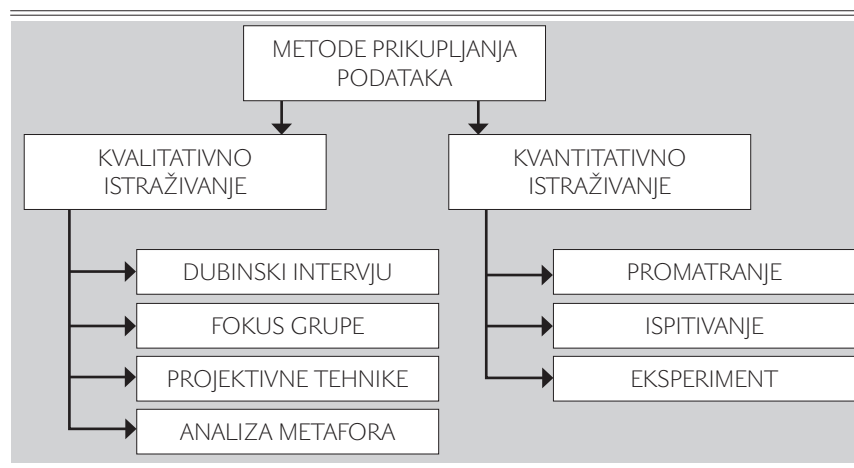 METODE PRIKUPLJANJA
PODATAKA
KVALITATIVNO
ISTRAŽIVANJE
DUBINSKI INTERVJU
FOKUS GRUPE
PROJEKTIVNE TEHNIKE
ANALIZA METAFORA
KVANTITATIVNO
ISTRAŽIVANJE
PROMATRANJE
ISPITIVANJE
EKSPERIMENT